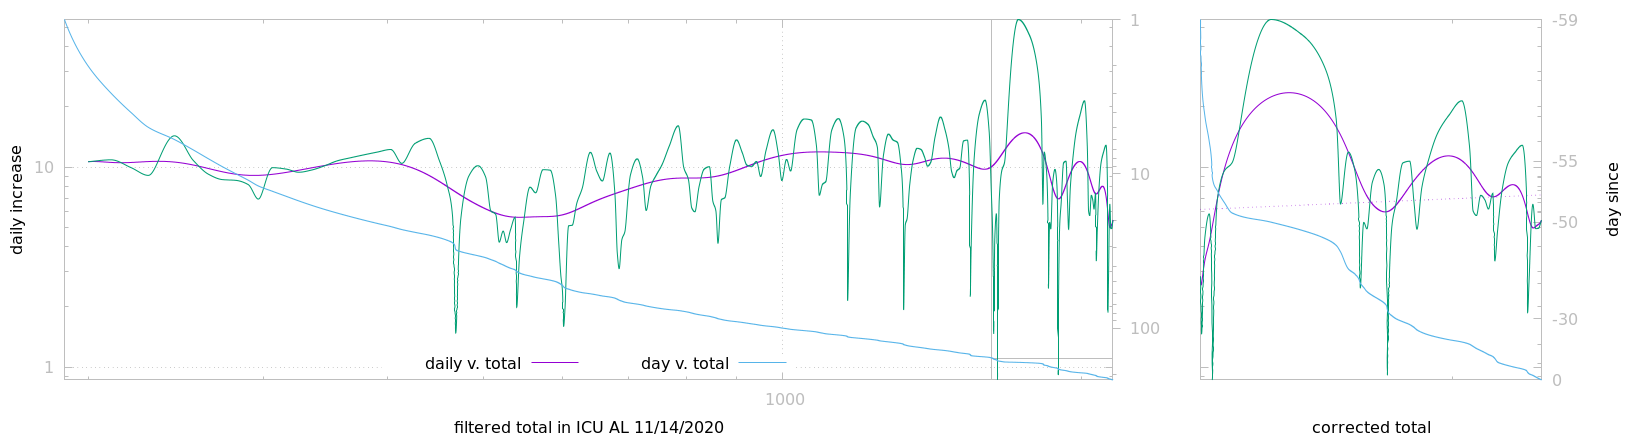 daily increase
10
1
daily v. total
day v. total
1000
filtered total in ICU AL 11/14/2020
1
10
100
-59
-55
-50
-30
0
day since
corrected total